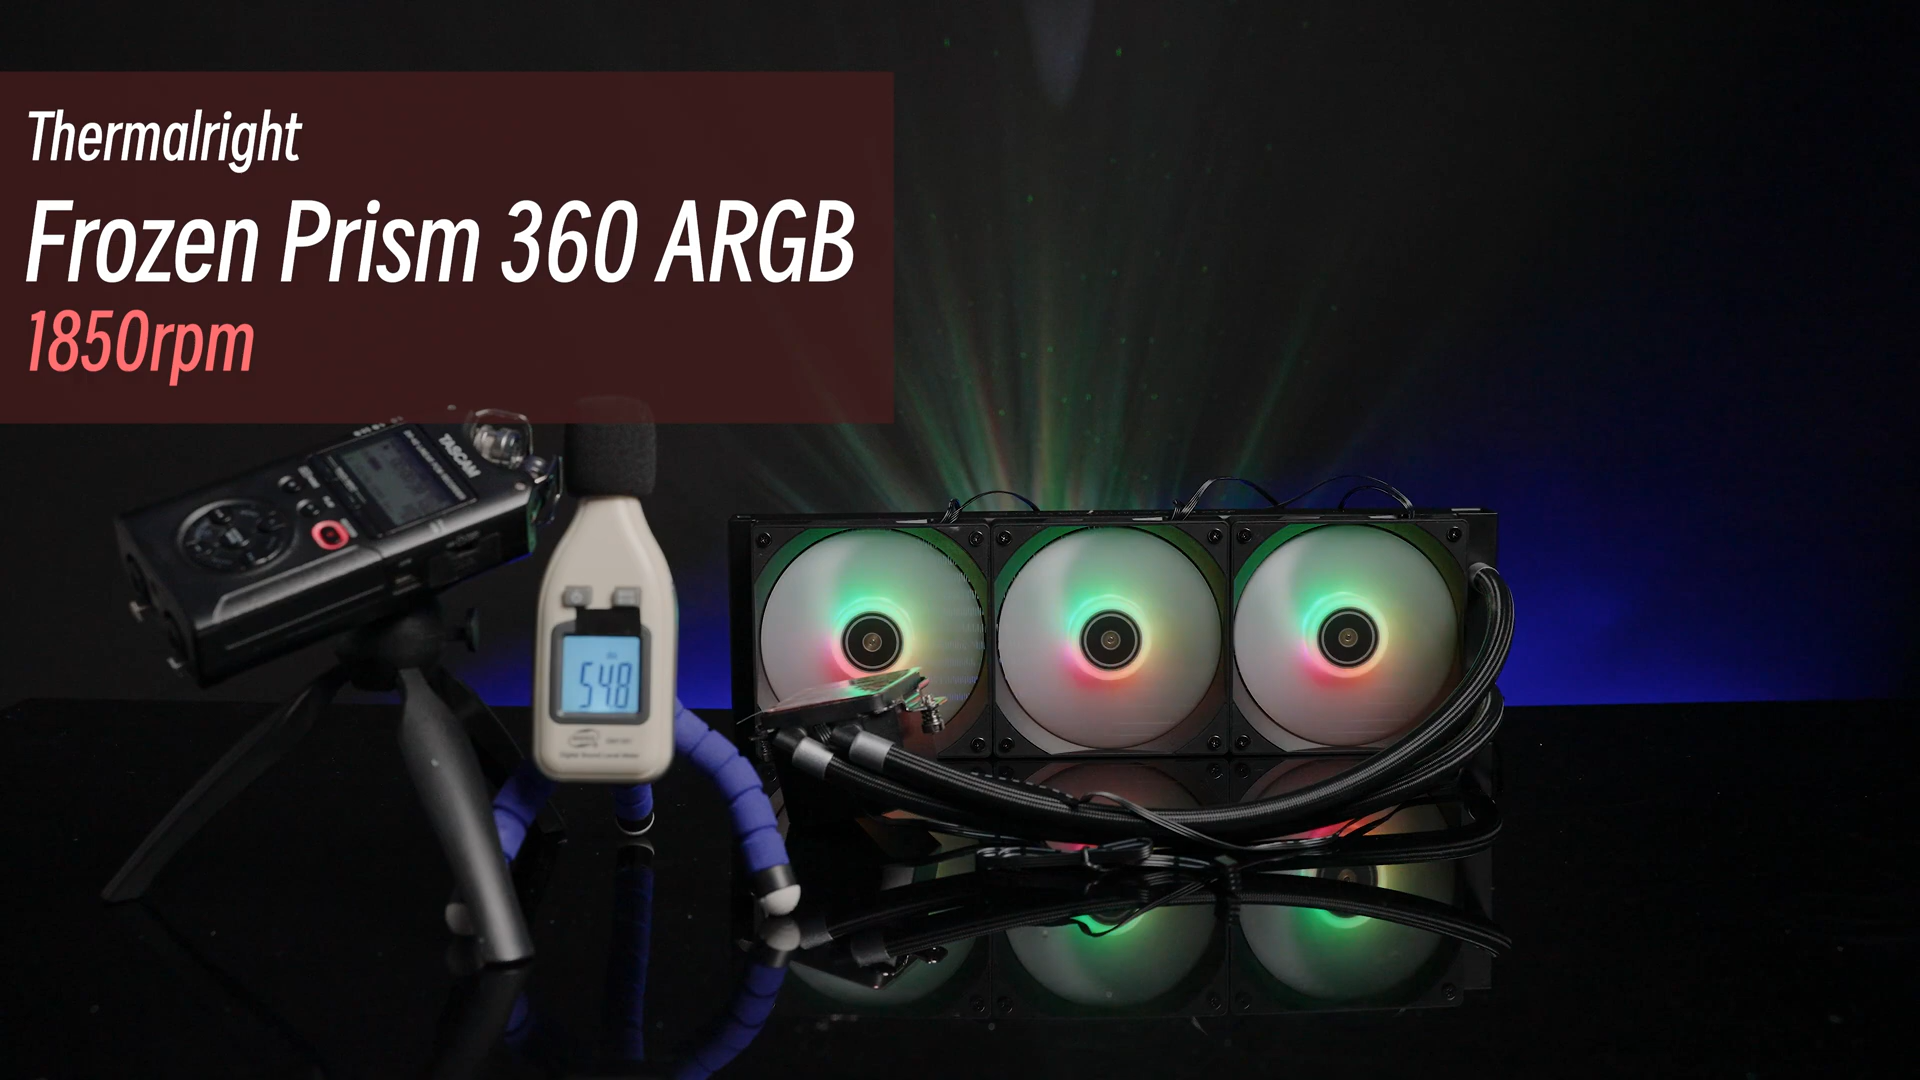 Thermalright
Frozen Prism 360 ARGB
1850rpm
TASCAM
54.8